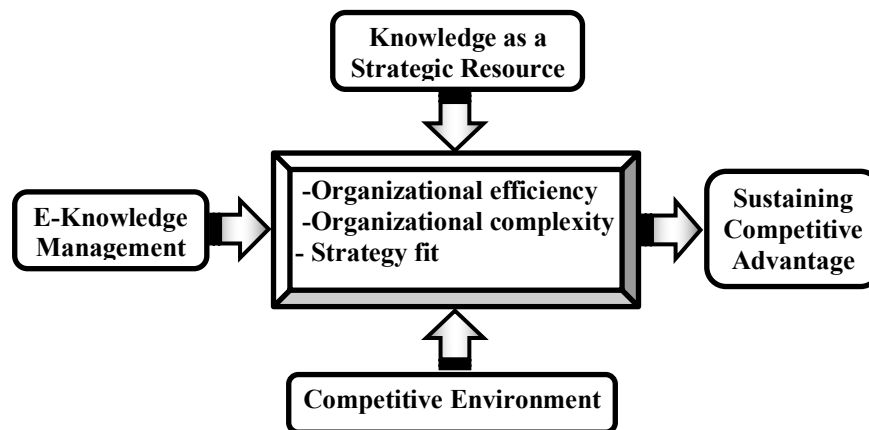 Knowledge as a
Strategic Resource
-Organizational efficiency
-Organizational complexity
- Strategy fit
E-Knowledge
Management
Sustaining
Competitive
Advantage
Competitive Environment